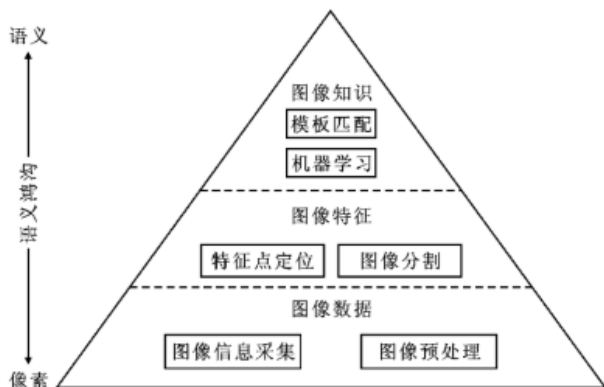 语义
图像知识
模板匹配
机器学习
语义鸿沟
图像特征
特征点定位
图像分割
图像数据
图像信息采集
图像预处理
像素